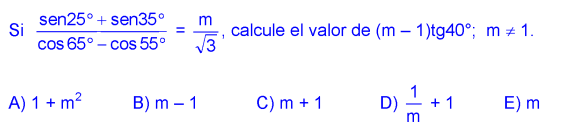 Si (sen25° + sen35°)/(cos 65° – cos 55°) = m/√3, calcule el valor de (m – 1)tg40°; m ≠ 1.
A) 1 + m² B) m – 1 C) m + 1 D) 1/m + 1 E) m